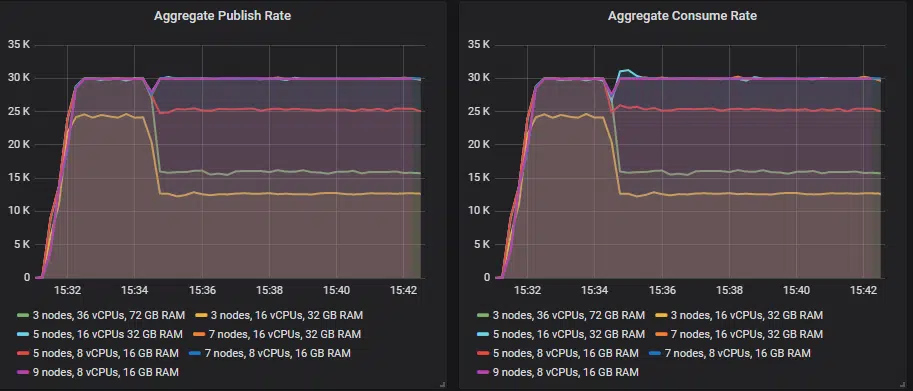 Aggregate Publish Rate
35 K
30 K
25 K
20 K
15 K
10 K
5 K
0
15:32 15:34 15:36 15:38 15:40 15:42
3 nodes, 36 vCPUs, 72 GB RAM 3 nodes, 16 vCPUs, 32 GB RAM
5 nodes, 16 vCPUs 32 GB RAM 7 nodes, 16 vCPUs, 32 GB RAM
5 nodes, 8 vCPUs, 16 GB RAM 7 nodes, 8 vCPUs, 16 GB RAM
9 nodes, 8 vCPUs, 16 GB RAM
Aggregate Consume Rate
35 K
30 K
25 K
20 K
15 K
10 K
5 K
0
15:32 15:34 15:36 15:38 15:40 15:42
3 nodes, 36 vCPUs, 72 GB RAM 3 nodes, 16 vCPUs, 32 GB RAM
5 nodes, 16 vCPUs, 32 GB RAM 7 nodes, 16 vCPUs, 32 GB RAM
5 nodes, 8 vCPUs, 16 GB RAM 7 nodes, 8 vCPUs, 16 GB RAM
9 nodes, 8 vCPUs, 16 GB RAM